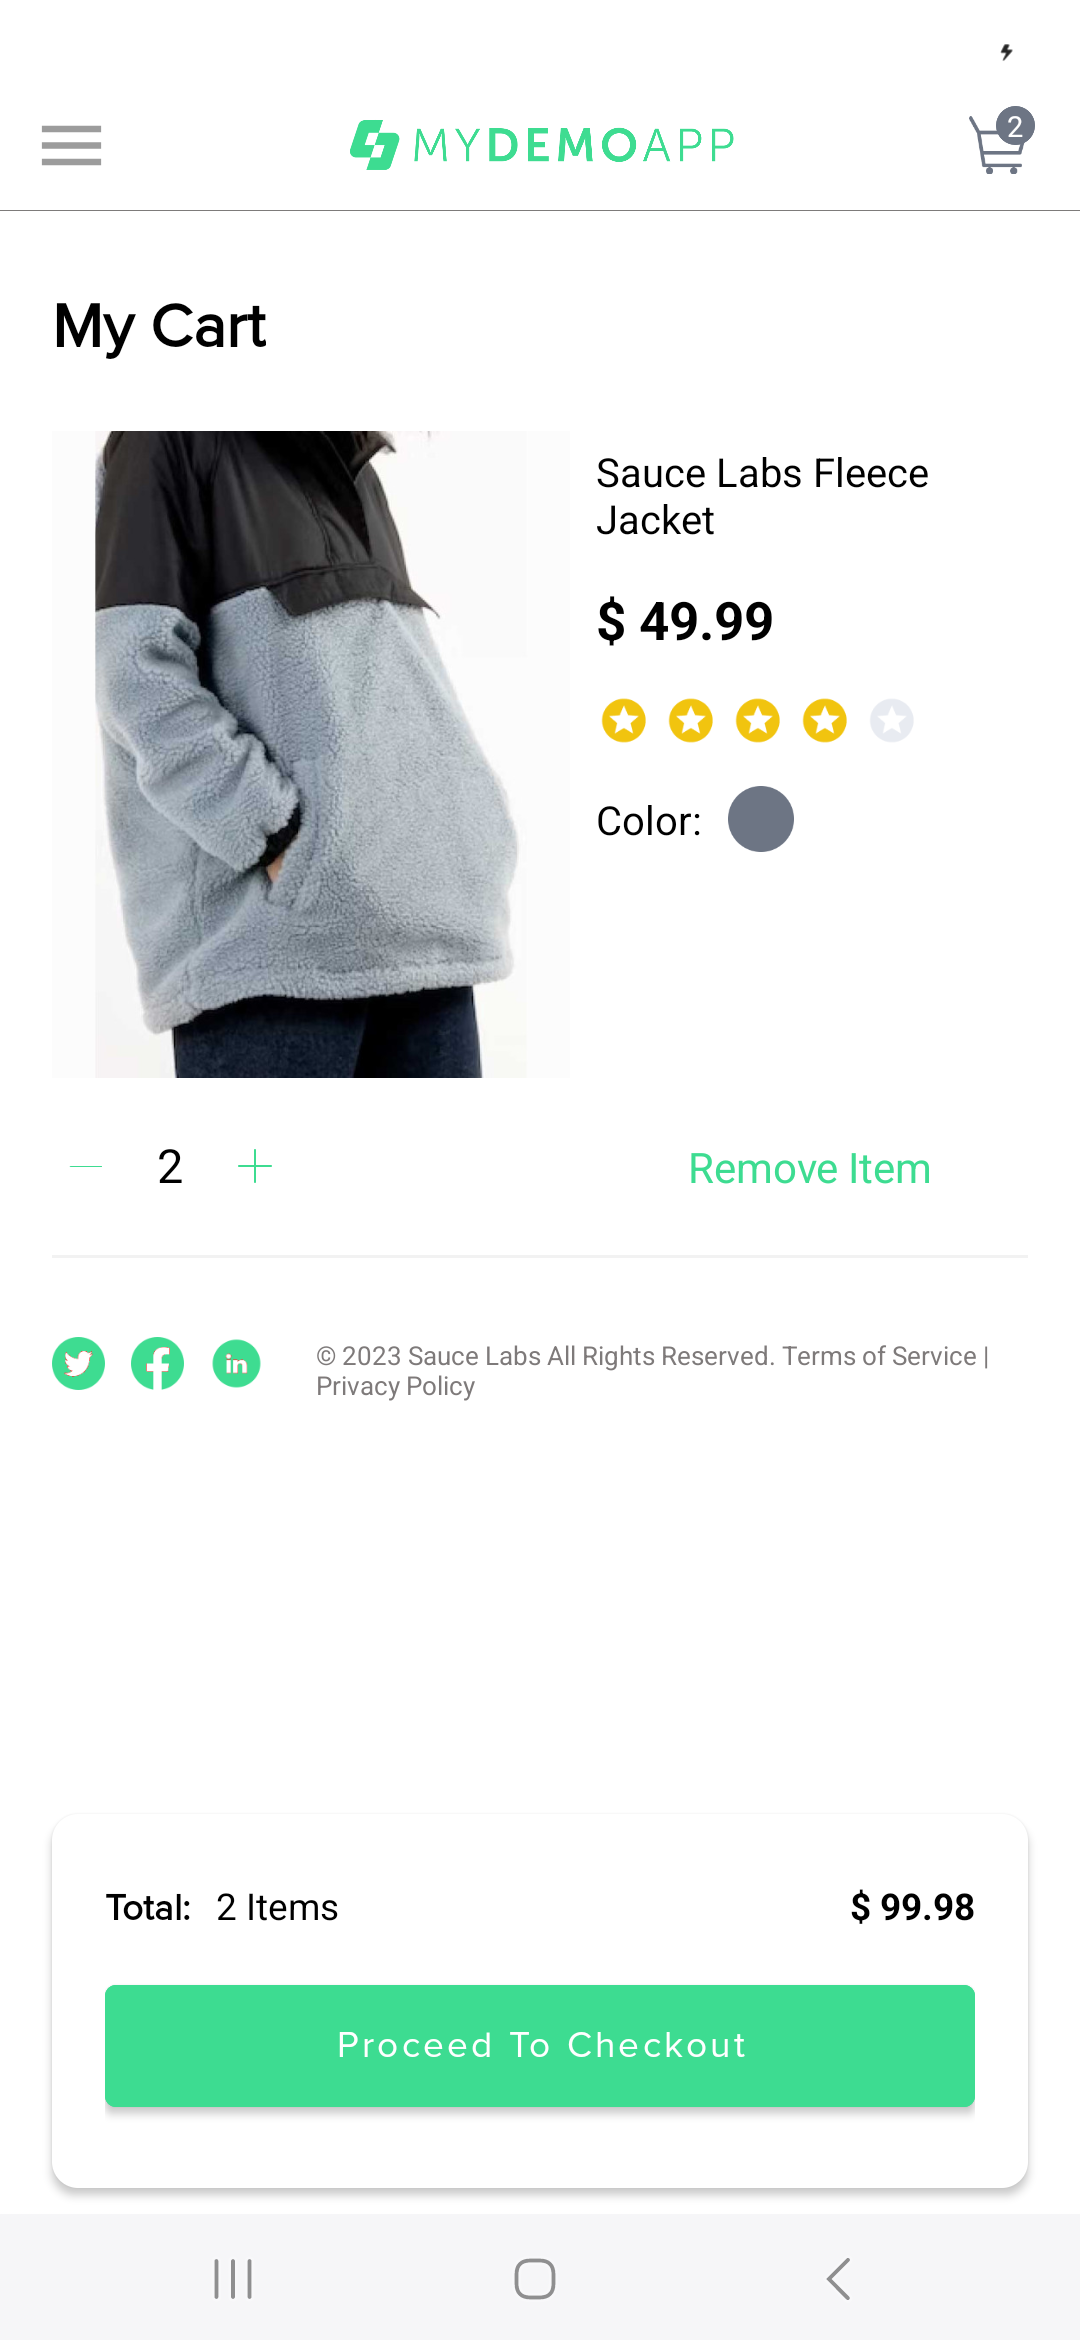 MYDEMOAPP
2
My Cart
Sauce Labs Fleece
Jacket
$ 49.99
Color:
2
Remove Item
in
© 2023 Sauce Labs All Rights Reserved. Terms of Service |
Privacy Policy
Total: 2 Items
$ 99.98
Proceed To Checkout